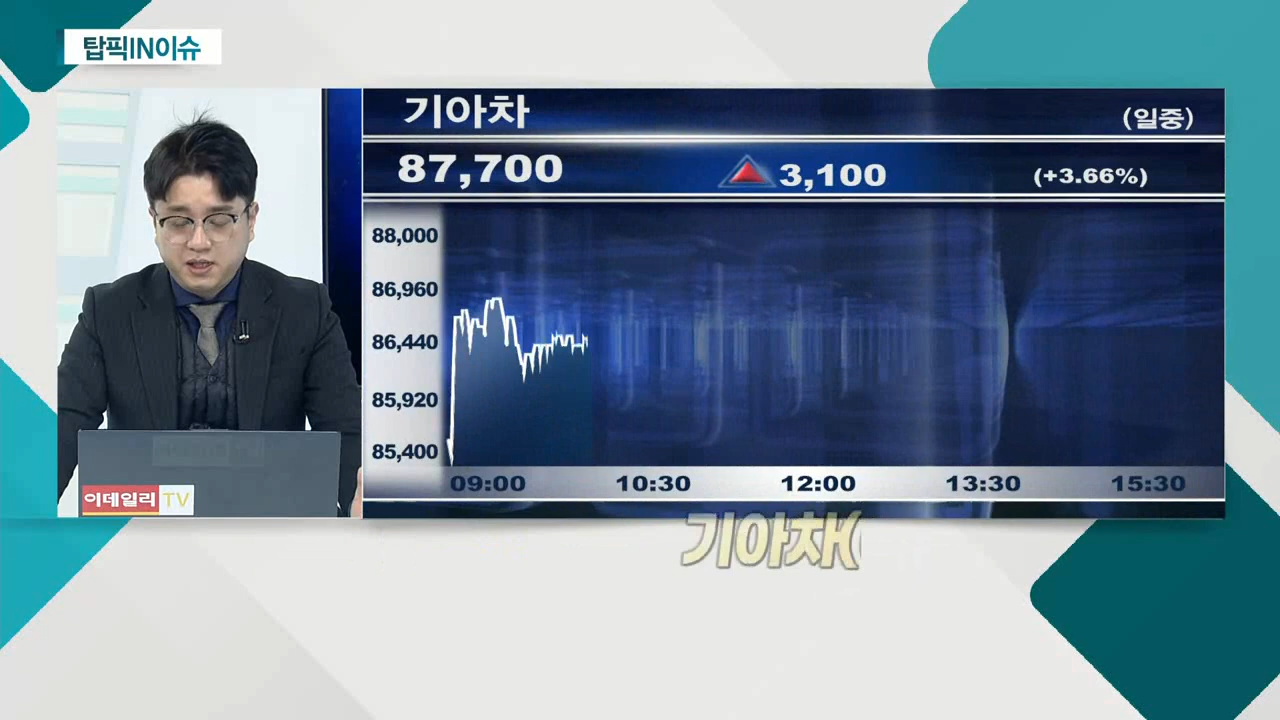 탑픽IN이슈
기아차
(일중)
87,700 ▲ 3,100 (+3.66%)
88,000
86,960
86,440
85,920
85,400
09:00 10:30 12:00 13:30 15:30
이데일리 TV
기아차(